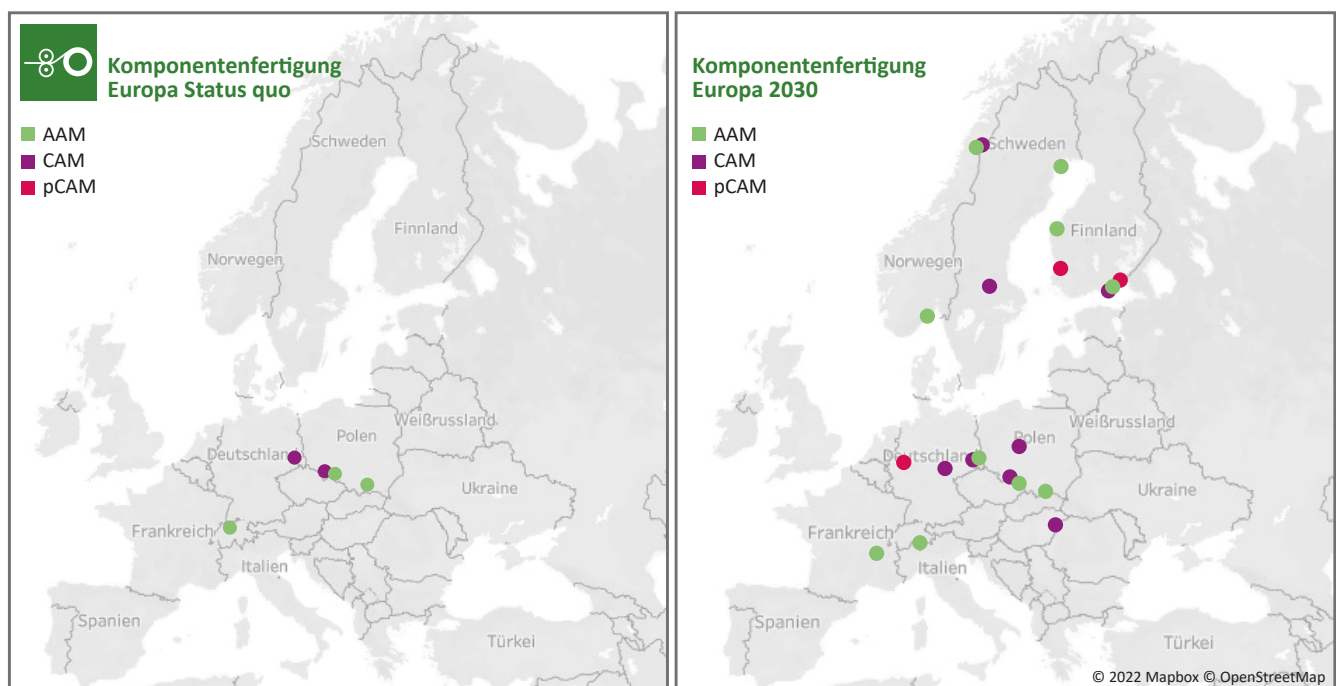 Komponentenfertigung
Europa Status quo
AAM
CAM
pCAM
Schweden
Finnland
Norwegen
Weißrussland
Polen
Deutschland
Ukraine
Frankreich
Italien
Spanien
Türkei
Komponentenfertigung
Europa 2030
AAM
CAM
pCAM
Schweden
Finnland
Norwegen
Weißrussland
Polen
Deutschland
Ukraine
Frankreich
Italien
Spanien
Türkei
© 2022 Mapbox © OpenStreetMap